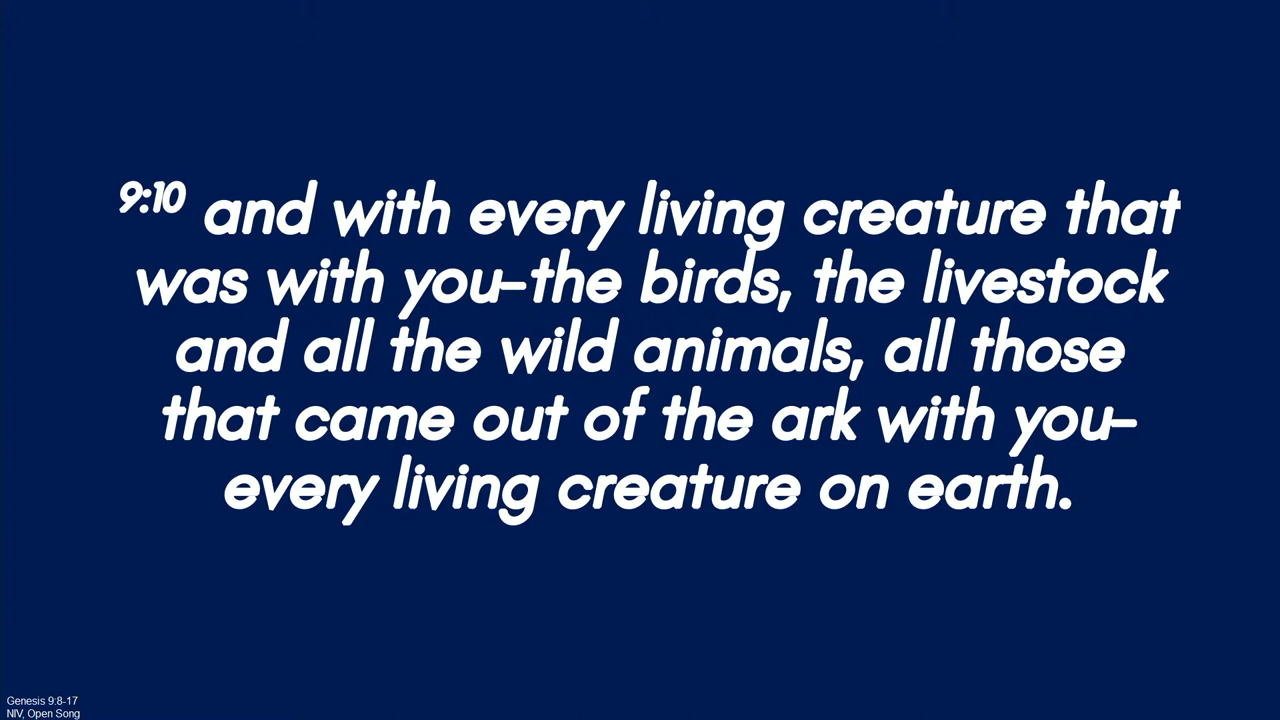 9:10 and with every living creature that
was with you–the birds, the livestock
and all the wild animals, all those
that came out of the ark with you–
every living creature on earth.
Genesis 9:8-17
NIV, Open Song